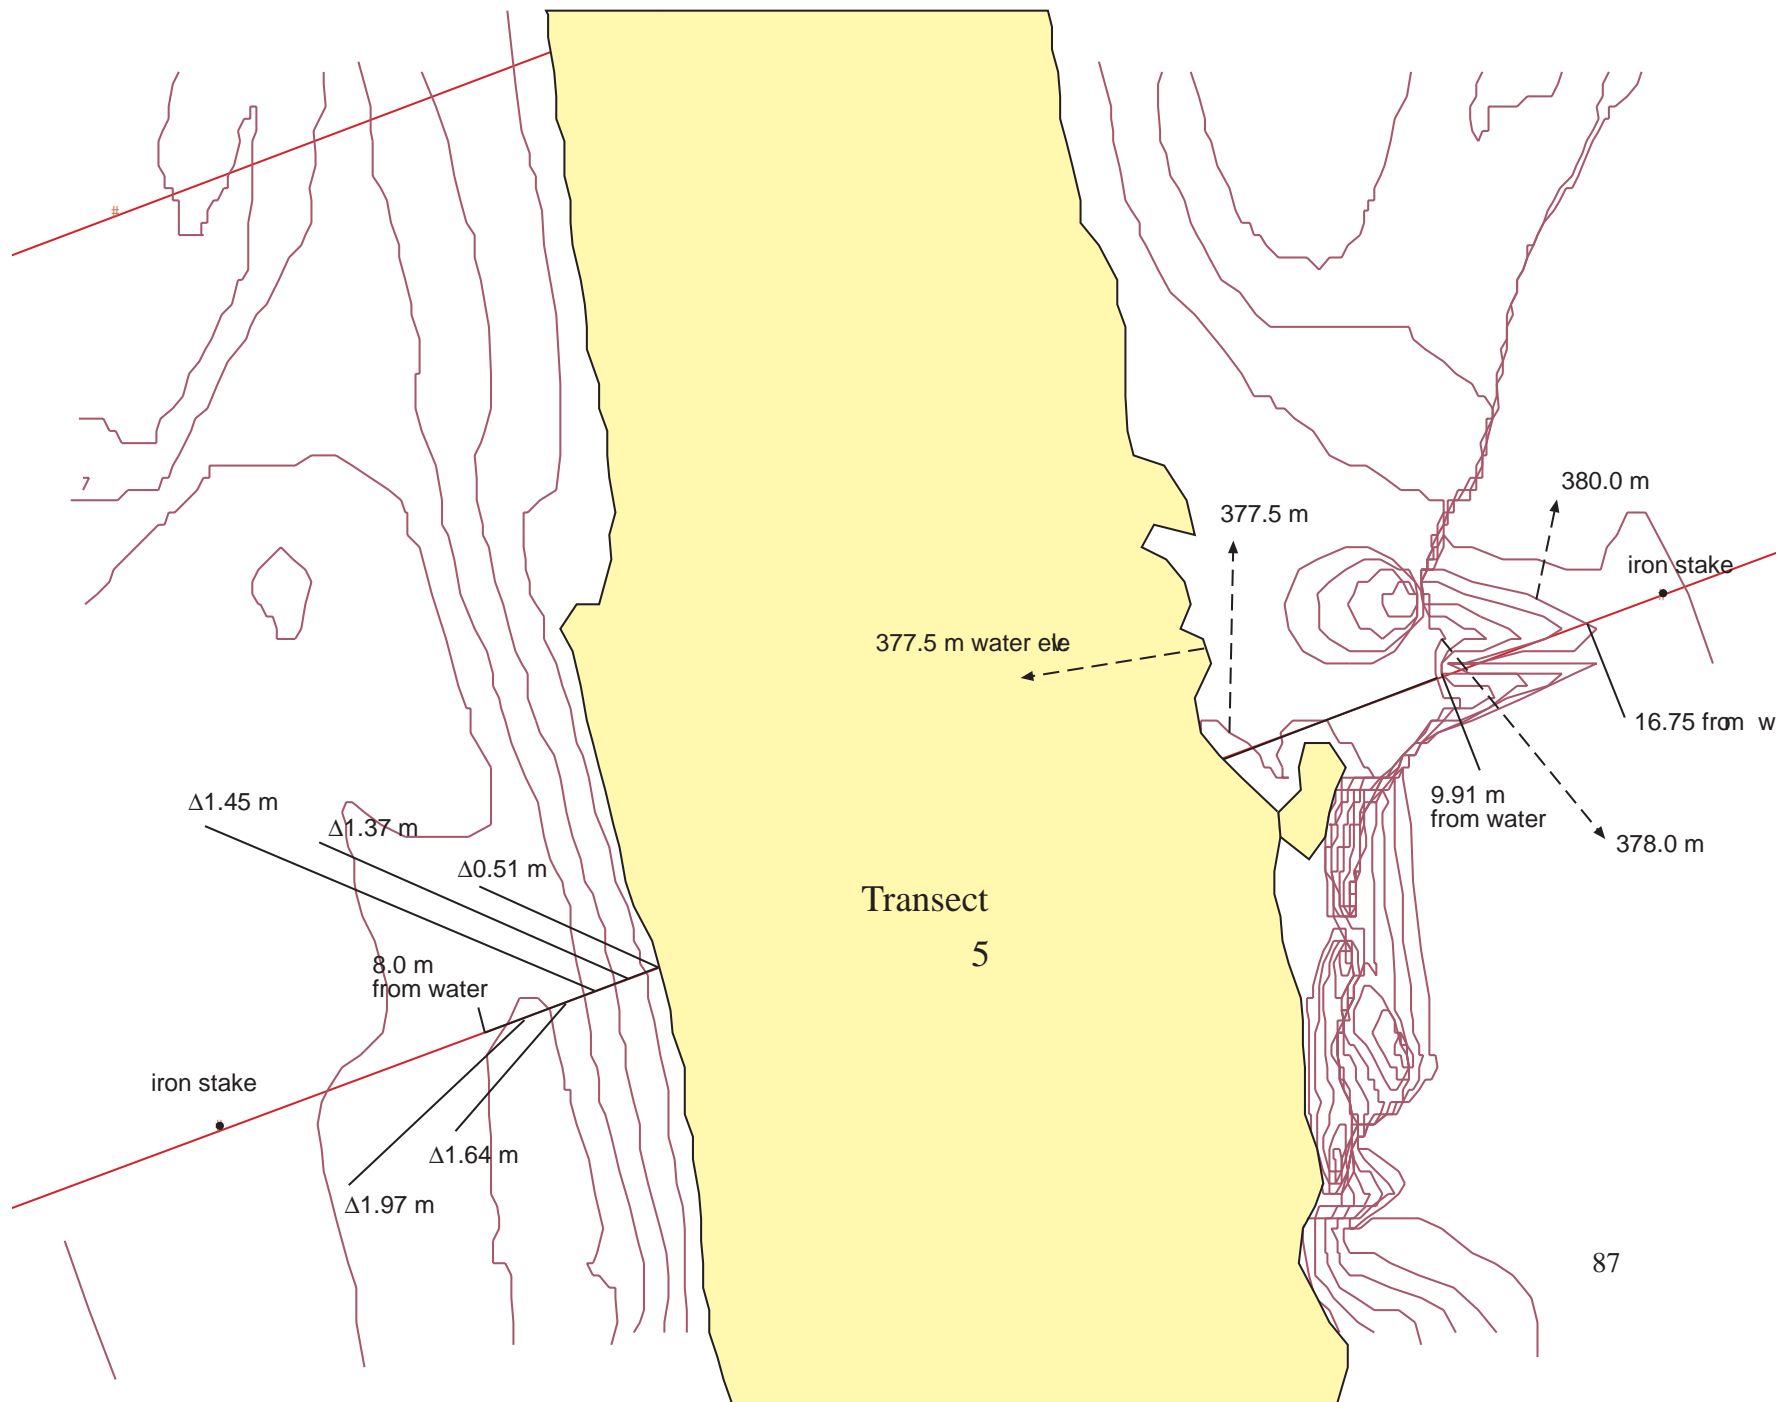 #
7
380.0 m
377.5 m
iron stake
377.5 m water ele
16.75 from w
9.91 m
from water
378.0 m
Δ1.45 m
Δ1.37 m
Δ0.51 m
Transect
5
8.0 m
from water
iron stake
Δ1.64 m
Δ1.97 m
87